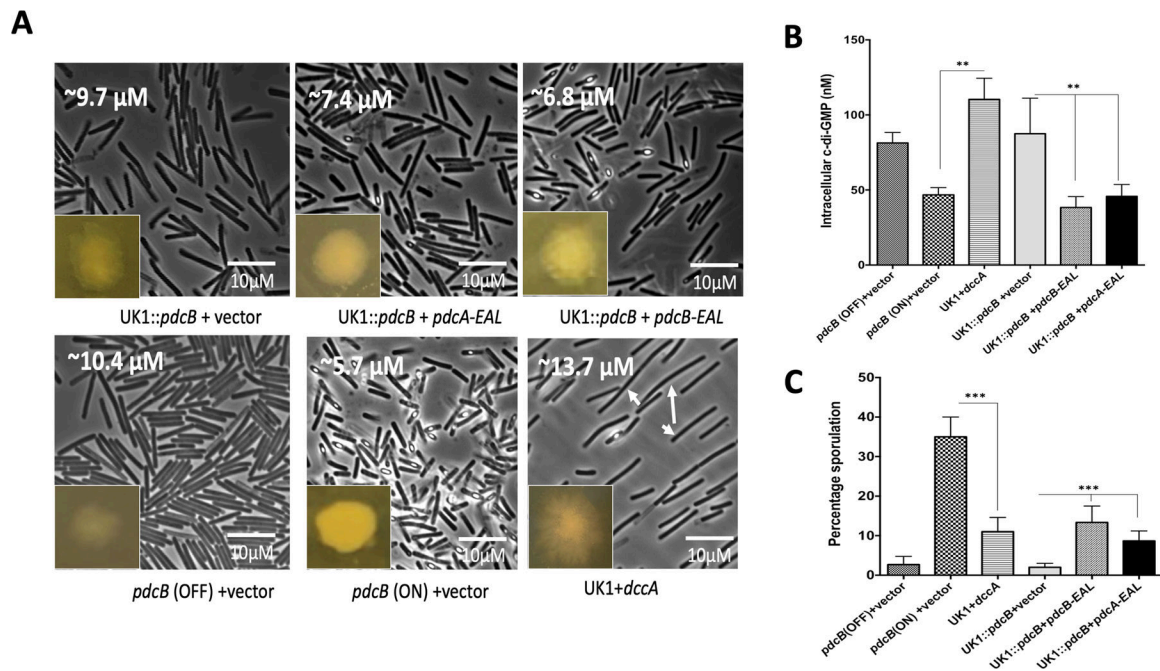 A
~9.7 µM
10µM
~7.4 µM
10µM
~6.8 µM
10µM
UK1::pdcB + vector
UK1::pdcB + pdcA-EAL
UK1::pdcB + pdcB-EAL
~10.4 µM
10µM
~5.7 µM
10µM
~13.7 µM
10µM
pdcB (OFF) +vector
pdcB (ON) +vector
UK1+dccA
B
Intracellular c-di-GMP (nM)
150
100
50
0
**
**
pdcB (OFF)+vector
pdcB (ON)+vector
UK1+dccA
UK1::pdcB +vector
UK1::pdcB +pdcB-EAL
UK1::pdcB +pdcA-EAL
C
Percentage sporulation
50
40
30
20
10
0
***
***
pdcB(OFF)+vector
pdcB(ON) +vector
UK1+dccA
UK1::pdcB+vector
UK1::pdcB+pdcB-EAL
UK1::pdcB+pdcA-EAL